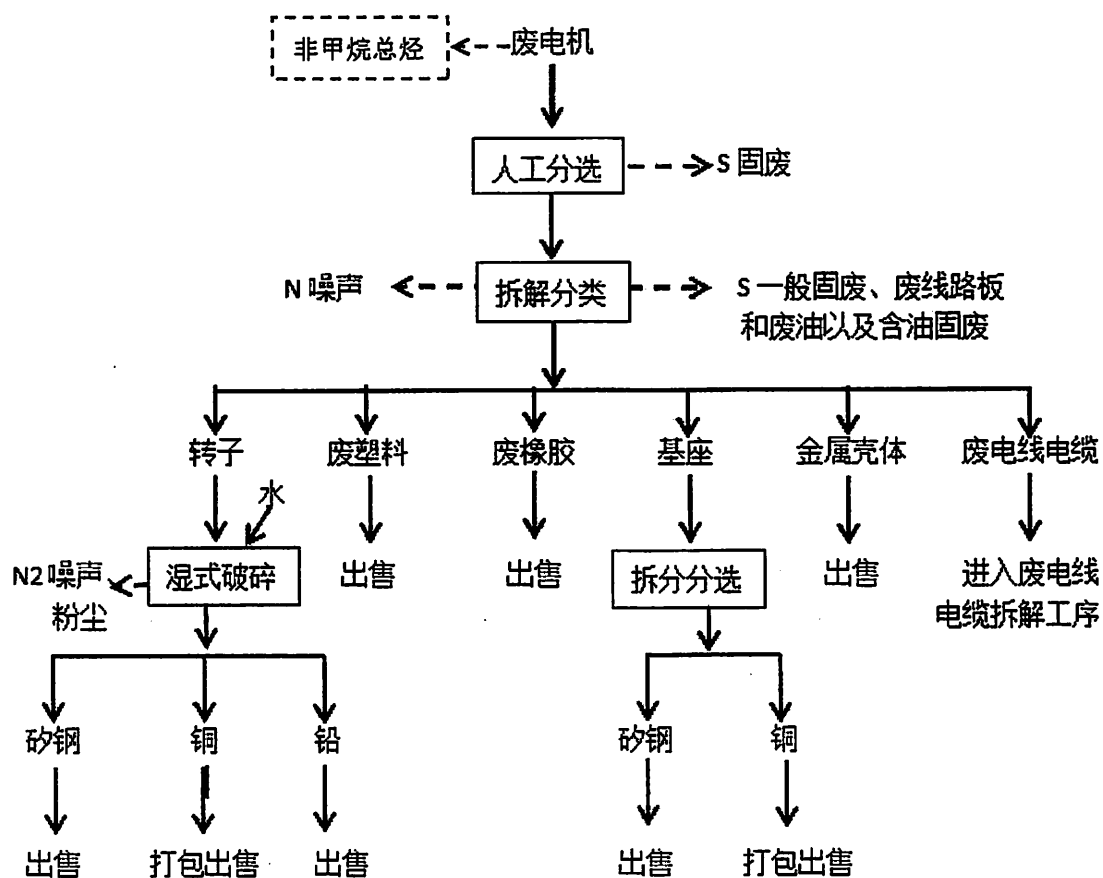 非甲烷总烃
废电机
人工分选
S 固废
N 噪声
拆解分类
S 一般固废、废线路板
和废油以及含油固废
转子
废塑料
废橡胶
基座
金属壳体
废电线电缆
水
N2 噪声
粉尘
湿式破碎
出售
出售
拆分分选
出售
进入废电线
电缆拆解工序
矽钢
铜
铅
矽钢
铜
出售
打包出售
出售
出售
打包出售